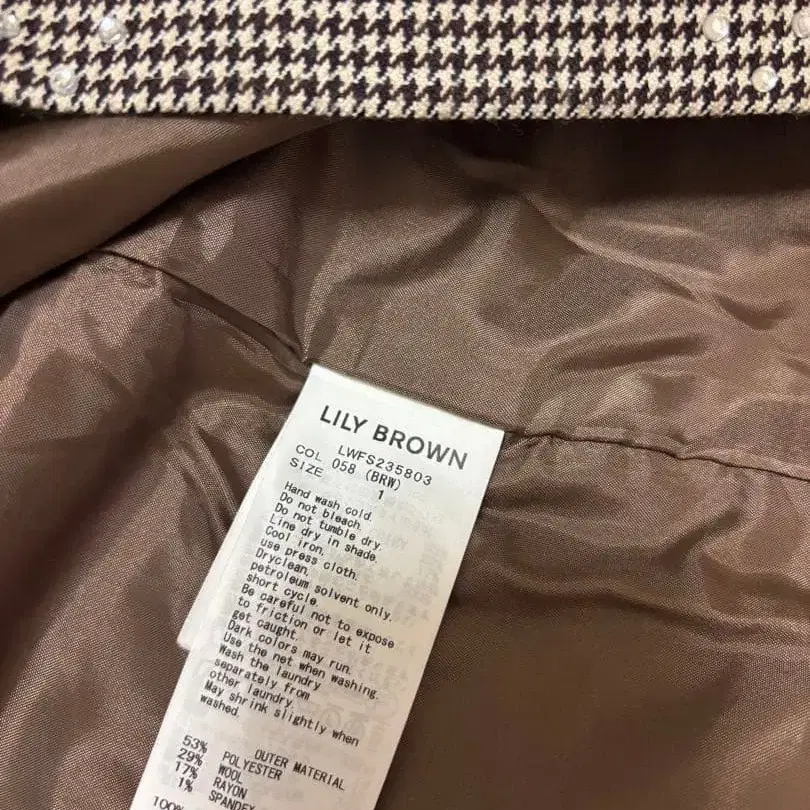 LILY BROWN
LWFS235803
COL 058 (BRW)
SIZE 1
Hand wash cold.
Do not bleach.
Do not tumble dry.
Line dry in shade.
Cool iron.
use press cloth.
Dryclean.
petroleum solvent only.
short cycle.
Be careful not to expose
to friction or let it
get caught.
Dark colors may run.
Use the net when washing.
Wash the laundry
separately from
other laundry.
May shrink slightly when
washed.
OUTER MATERIAL
53% POLYESTER
29% WOOL
17% RAYON
1% SPANDEX
100%